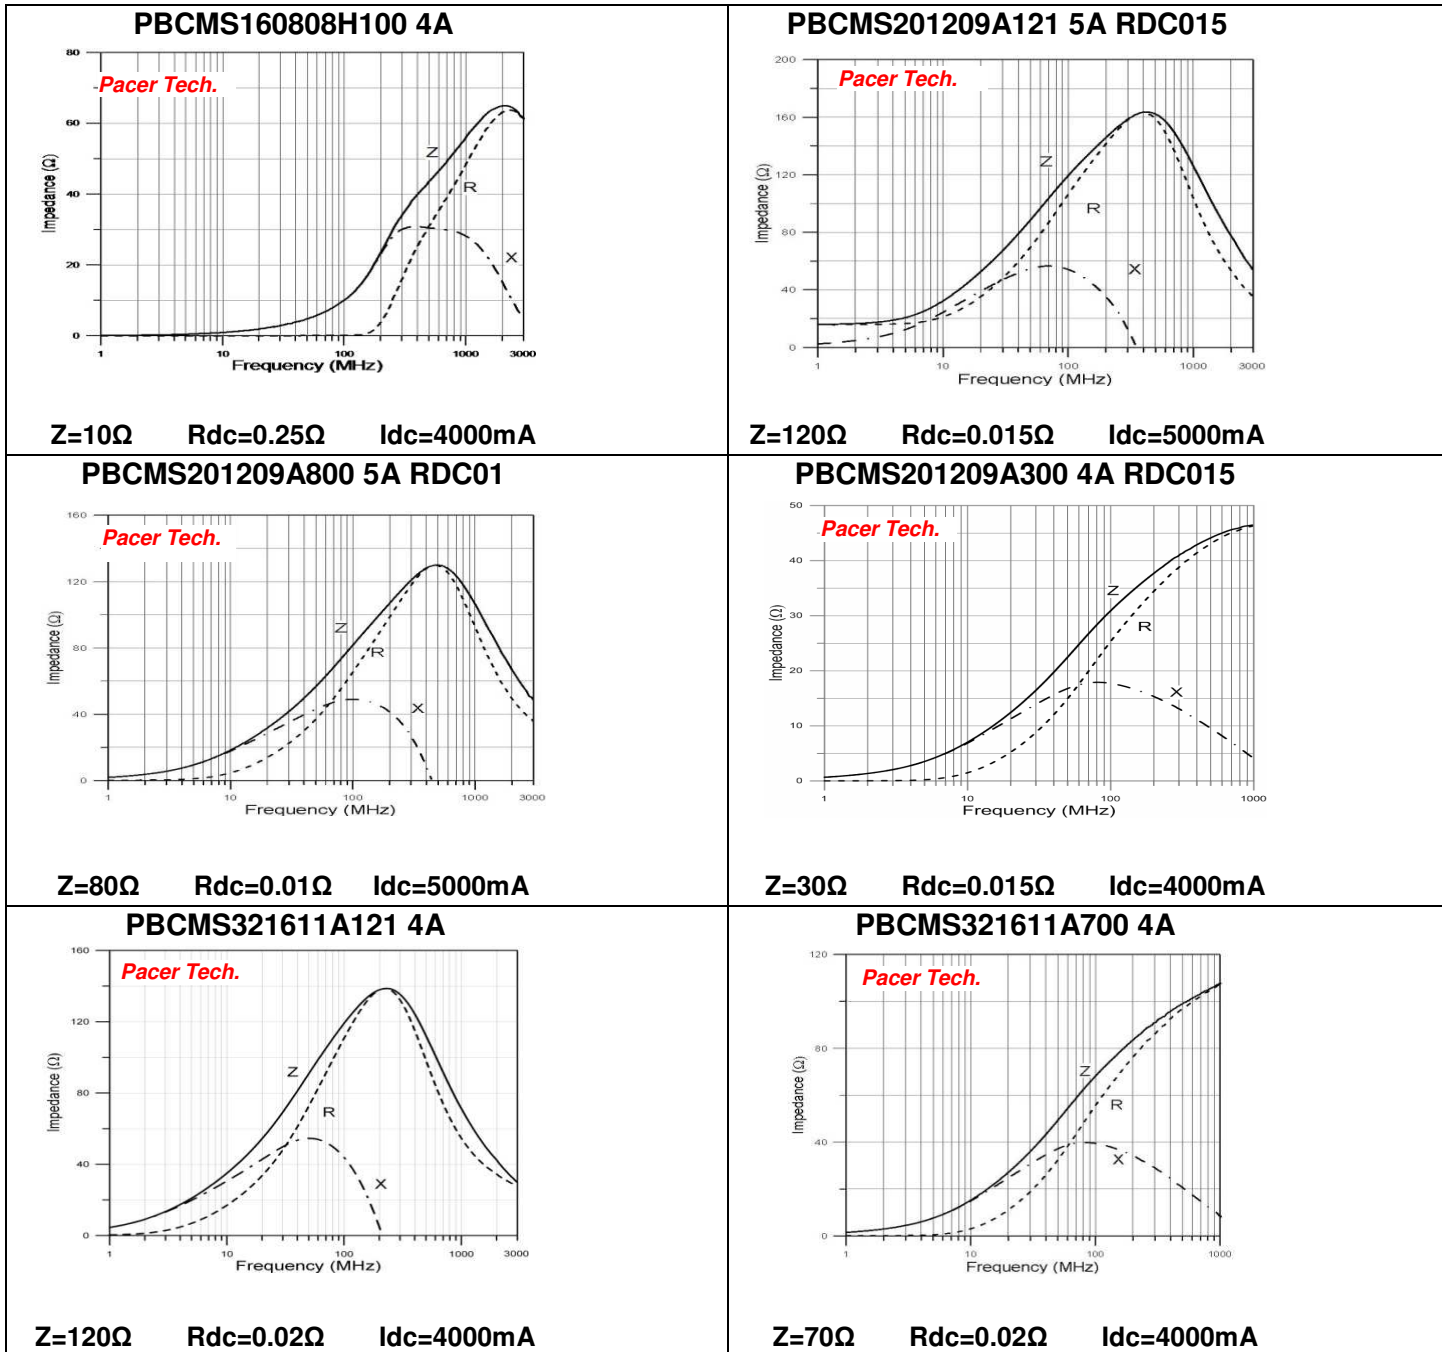 PBCMS160808H100 4A
80
Pacer Tech.
60
Z
R
40
Impedance (Ω)
20
X
0
1 10 100 1000 3000
Frequency (MHz)
Z=10Ω Rdc=0.25Ω Idc=4000mA
PBCMS201209A121 5A RDC015
200
Pacer Tech.
160
Z
120
R
Impedance (Ω)
80
X
40
0
1 10 100 1000 3000
Frequency (MHz)
Z=120Ω Rdc=0.015Ω Idc=5000mA
PBCMS201209A800 5A RDC01
160
Pacer Tech.
120
Z
R
80
Impedance (Ω)
X
40
0
1 10 100 1000 3000
Frequency (MHz)
Z=80Ω Rdc=0.01Ω Idc=5000mA
PBCMS201209A300 4A RDC015
50
Pacer Tech.
40
Z
30
R
Impedance (Ω)
20
X
10
0
1 10 100 1000
Frequency (MHz)
Z=30Ω Rdc=0.015Ω Idc=4000mA
PBCMS321611A121 4A
160
Pacer Tech.
120
Z
80
R
Impedance (Ω)
40
X
0
1 10 100 1000 3000
Frequency (MHz)
Z=120Ω Rdc=0.02Ω Idc=4000mA
PBCMS321611A700 4A
120
Pacer Tech.
80
Z
R
Impedance (Ω)
40
X
0
1 10 100 1000
Frequency (MHz)
Z=70Ω Rdc=0.02Ω Idc=4000mA